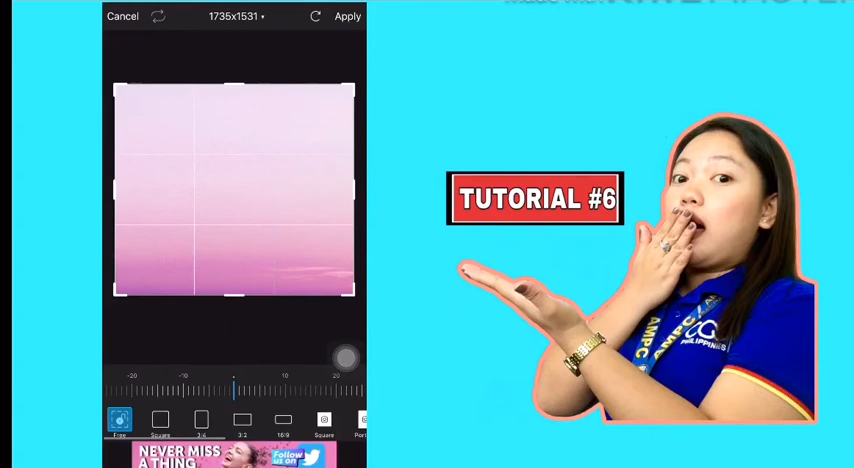 Cancel
1735x1531
Apply
TUTORIAL #6
AMPC
AMPC
PHILIPPINES
-20
-10
10
20
Free
Square
3:4
3:2
16:9
Square
NEVER MISS
A THING
Follow
us on